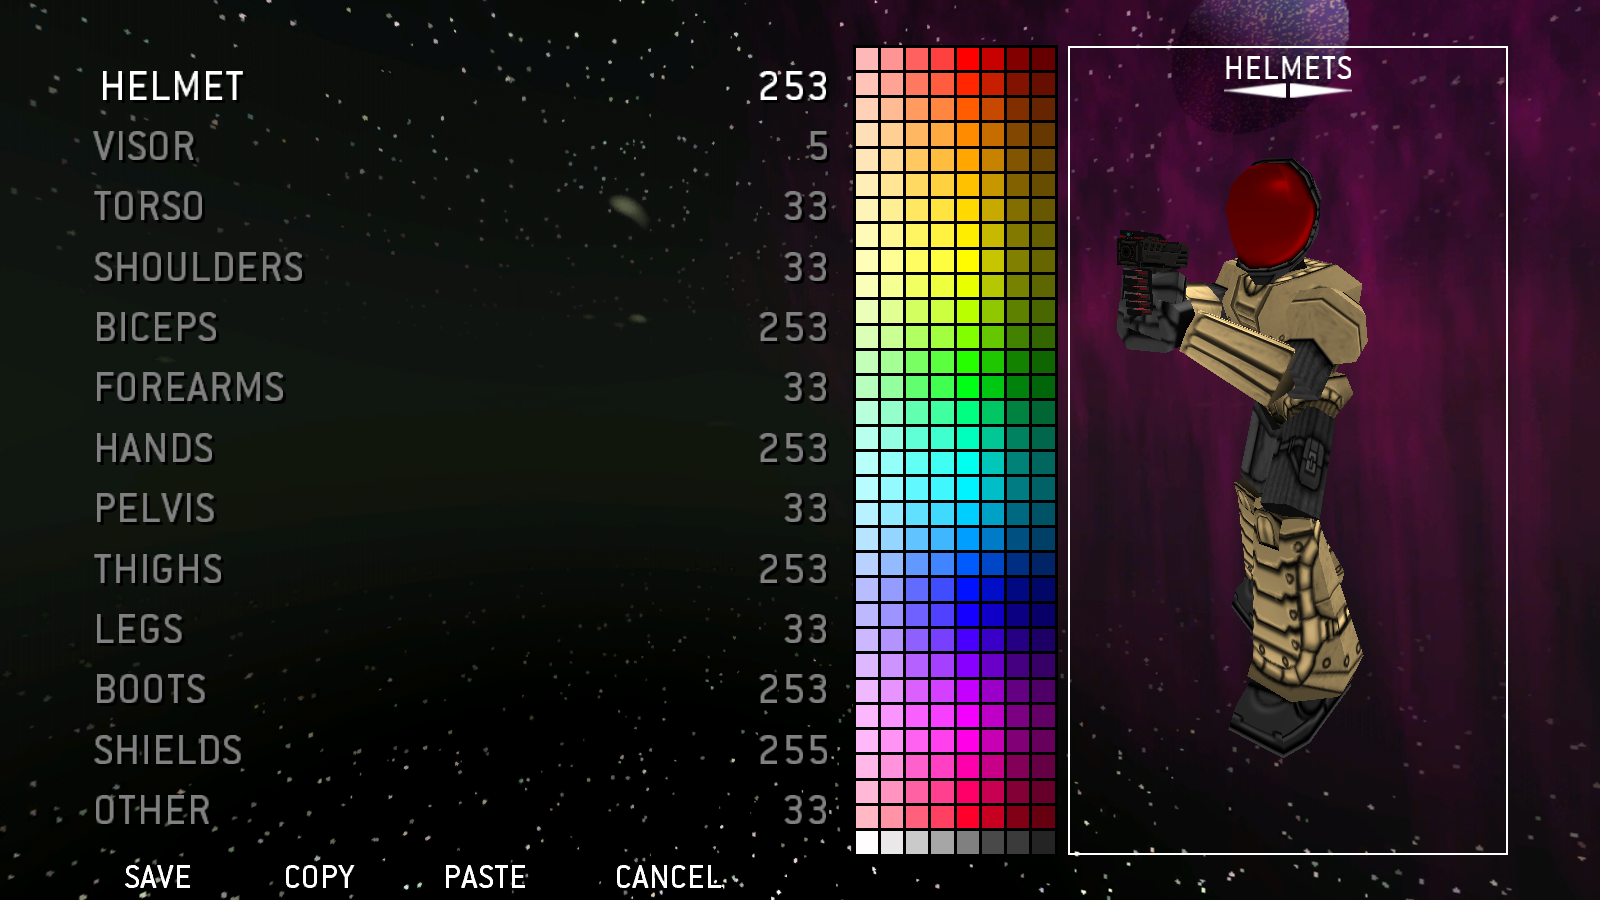 HELMET 253
VISOR 5
TORSO 33
SHOULDERS 33
BICEPS 253
FOREARMS 33
HANDS 253
PELVIS 33
THIGHS 253
LEGS 33
BOOTS 253
SHIELDS 255
OTHER 33
SAVE COPY PASTE CANCEL
HELMETS